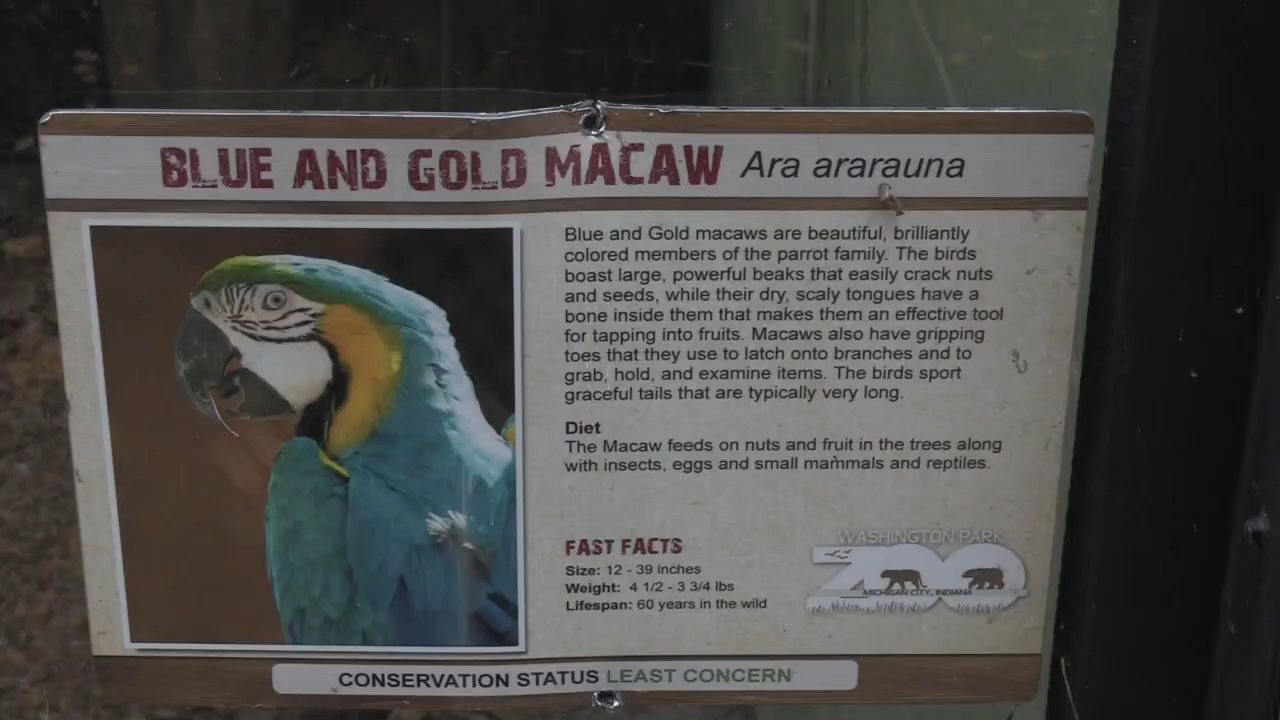 BLUE AND GOLD MACAW Ara ararauna
Blue and Gold macaws are beautiful, brilliantly
colored members of the parrot family. The birds
boast large, powerful beaks that easily crack nuts
and seeds, while their dry, scaly tongues have a
bone inside them that makes them an effective tool
for tapping into fruits. Macaws also have gripping
toes that they use to latch onto branches and to
grab, hold, and examine items. The birds sport
graceful tails that are typically very long.
Diet
The Macaw feeds on nuts and fruit in the trees along
with insects, eggs and small mammals and reptiles.
FAST FACTS
Size: 12 - 39 inches
Weight: 4 1/2 - 3 3/4 lbs
Lifespan: 60 years in the wild
WASHINGTON PARK
ZOO
MICHIGAN CITY, INDIANA
CONSERVATION STATUS LEAST CONCERN